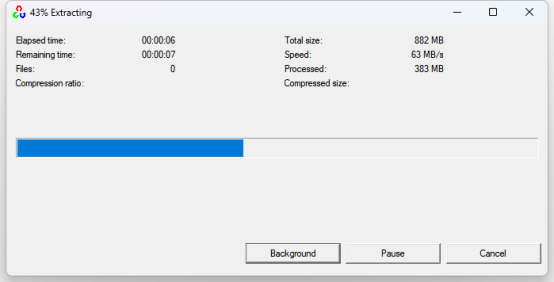 43% Extracting
Elapsed time: 00:00:06 Total size: 882 MB
Remaining time: 00:00:07 Speed: 63 MB/s
Files: 0 Processed: 383 MB
Compression ratio: Compressed size:
Background Pause Cancel